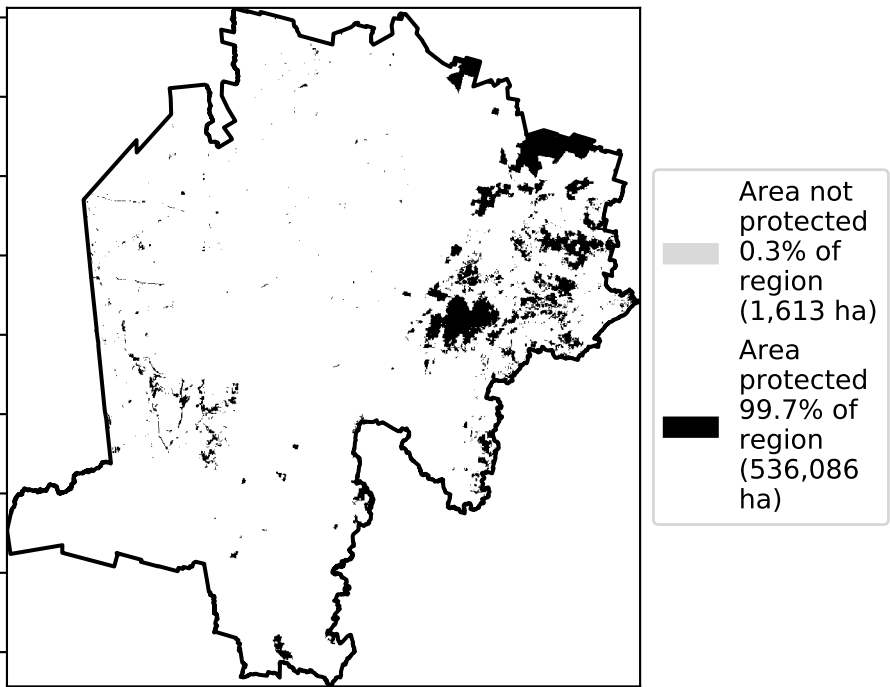 Area not
protected
0.3% of
region
(1,613 ha)
Area
protected
99.7% of
region
(536,086
ha)